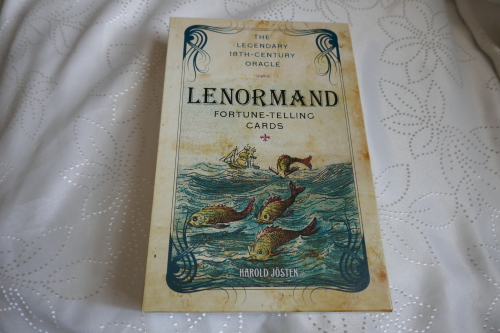 THE
LEGENDARY
18TH-CENTURY
ORACLE
LENORMAND
FORTUNE-TELLING
CARDS
HAROLD JÖSTEN